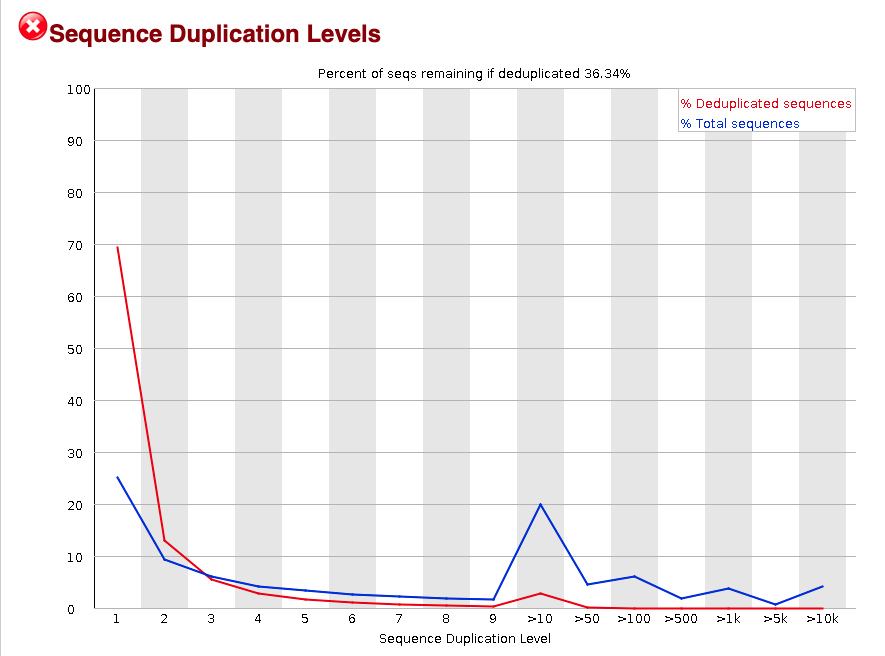 Sequence Duplication Levels
Percent of seqs remaining if deduplicated 36.34%
% Deduplicated sequences
% Total sequences
100
90
80
70
60
50
40
30
20
10
0
1 2 3 4 5 6 7 8 9 >10 >50 >100 >500 >1k >5k >10k
Sequence Duplication Level